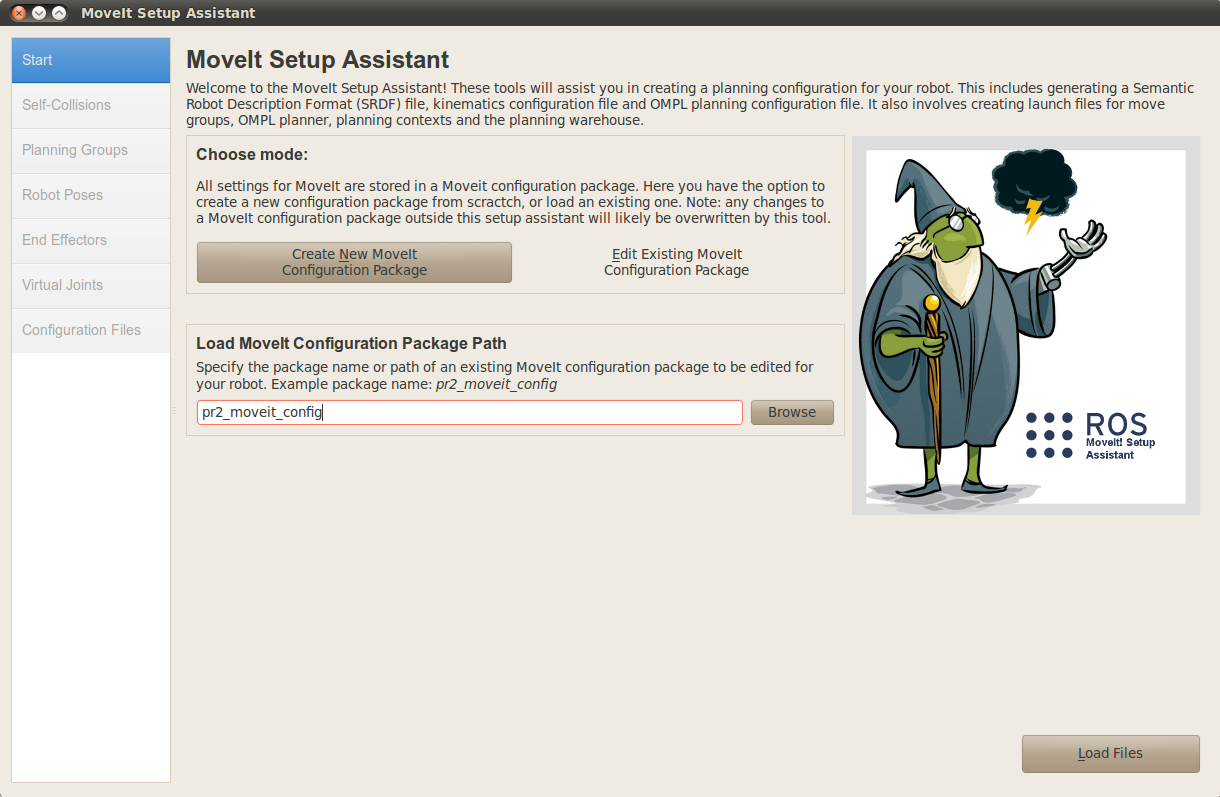 MoveIt Setup Assistant
Start
Self-Collisions
Planning Groups
Robot Poses
End Effectors
Virtual Joints
Configuration Files
MoveIt Setup Assistant
Welcome to the MoveIt Setup Assistant! These tools will assist you in creating a planning configuration for your robot. This includes generating a Semantic
Robot Description Format (SRDF) file, kinematics configuration file and OMPL planning configuration file. It also involves creating launch files for move
groups, OMPL planner, planning contexts and the planning warehouse.
Choose mode:
All settings for MoveIt are stored in a Moveit configuration package. Here you have the option to
create a new configuration package from scractch, or load an existing one. Note: any changes to
a MoveIt configuration package outside this setup assistant will likely be overwritten by this tool.
Create New MoveIt
Configuration Package
Edit Existing MoveIt
Configuration Package
Load MoveIt Configuration Package Path
Specify the package name or path of an existing MoveIt configuration package to be edited for
your robot. Example package name: pr2_moveit_config
pr2_moveit_config
Browse
ROS
MoveIt! Setup
Assistant
Load Files